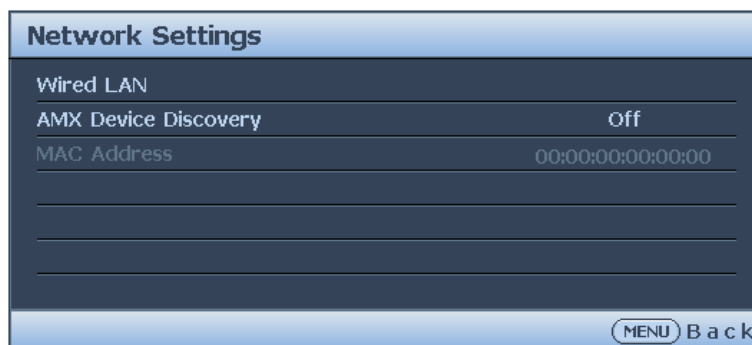 Network Settings
Wired LAN
AMX Device Discovery Off
MAC Address 00:00:00:00:00:00
MENU Back